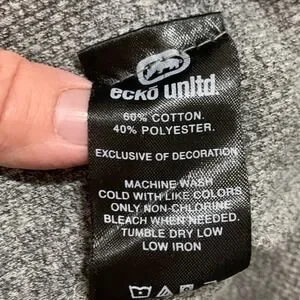 ecko unltd.
60% COTTON.
40% POLYESTER.
EXCLUSIVE OF DECORATION
MACHINE WASH
COLD WITH LIKE COLORS
ONLY NON-CHLORINE
BLEACH WHEN NEEDED.
TUMBLE DRY LOW
LOW IRON